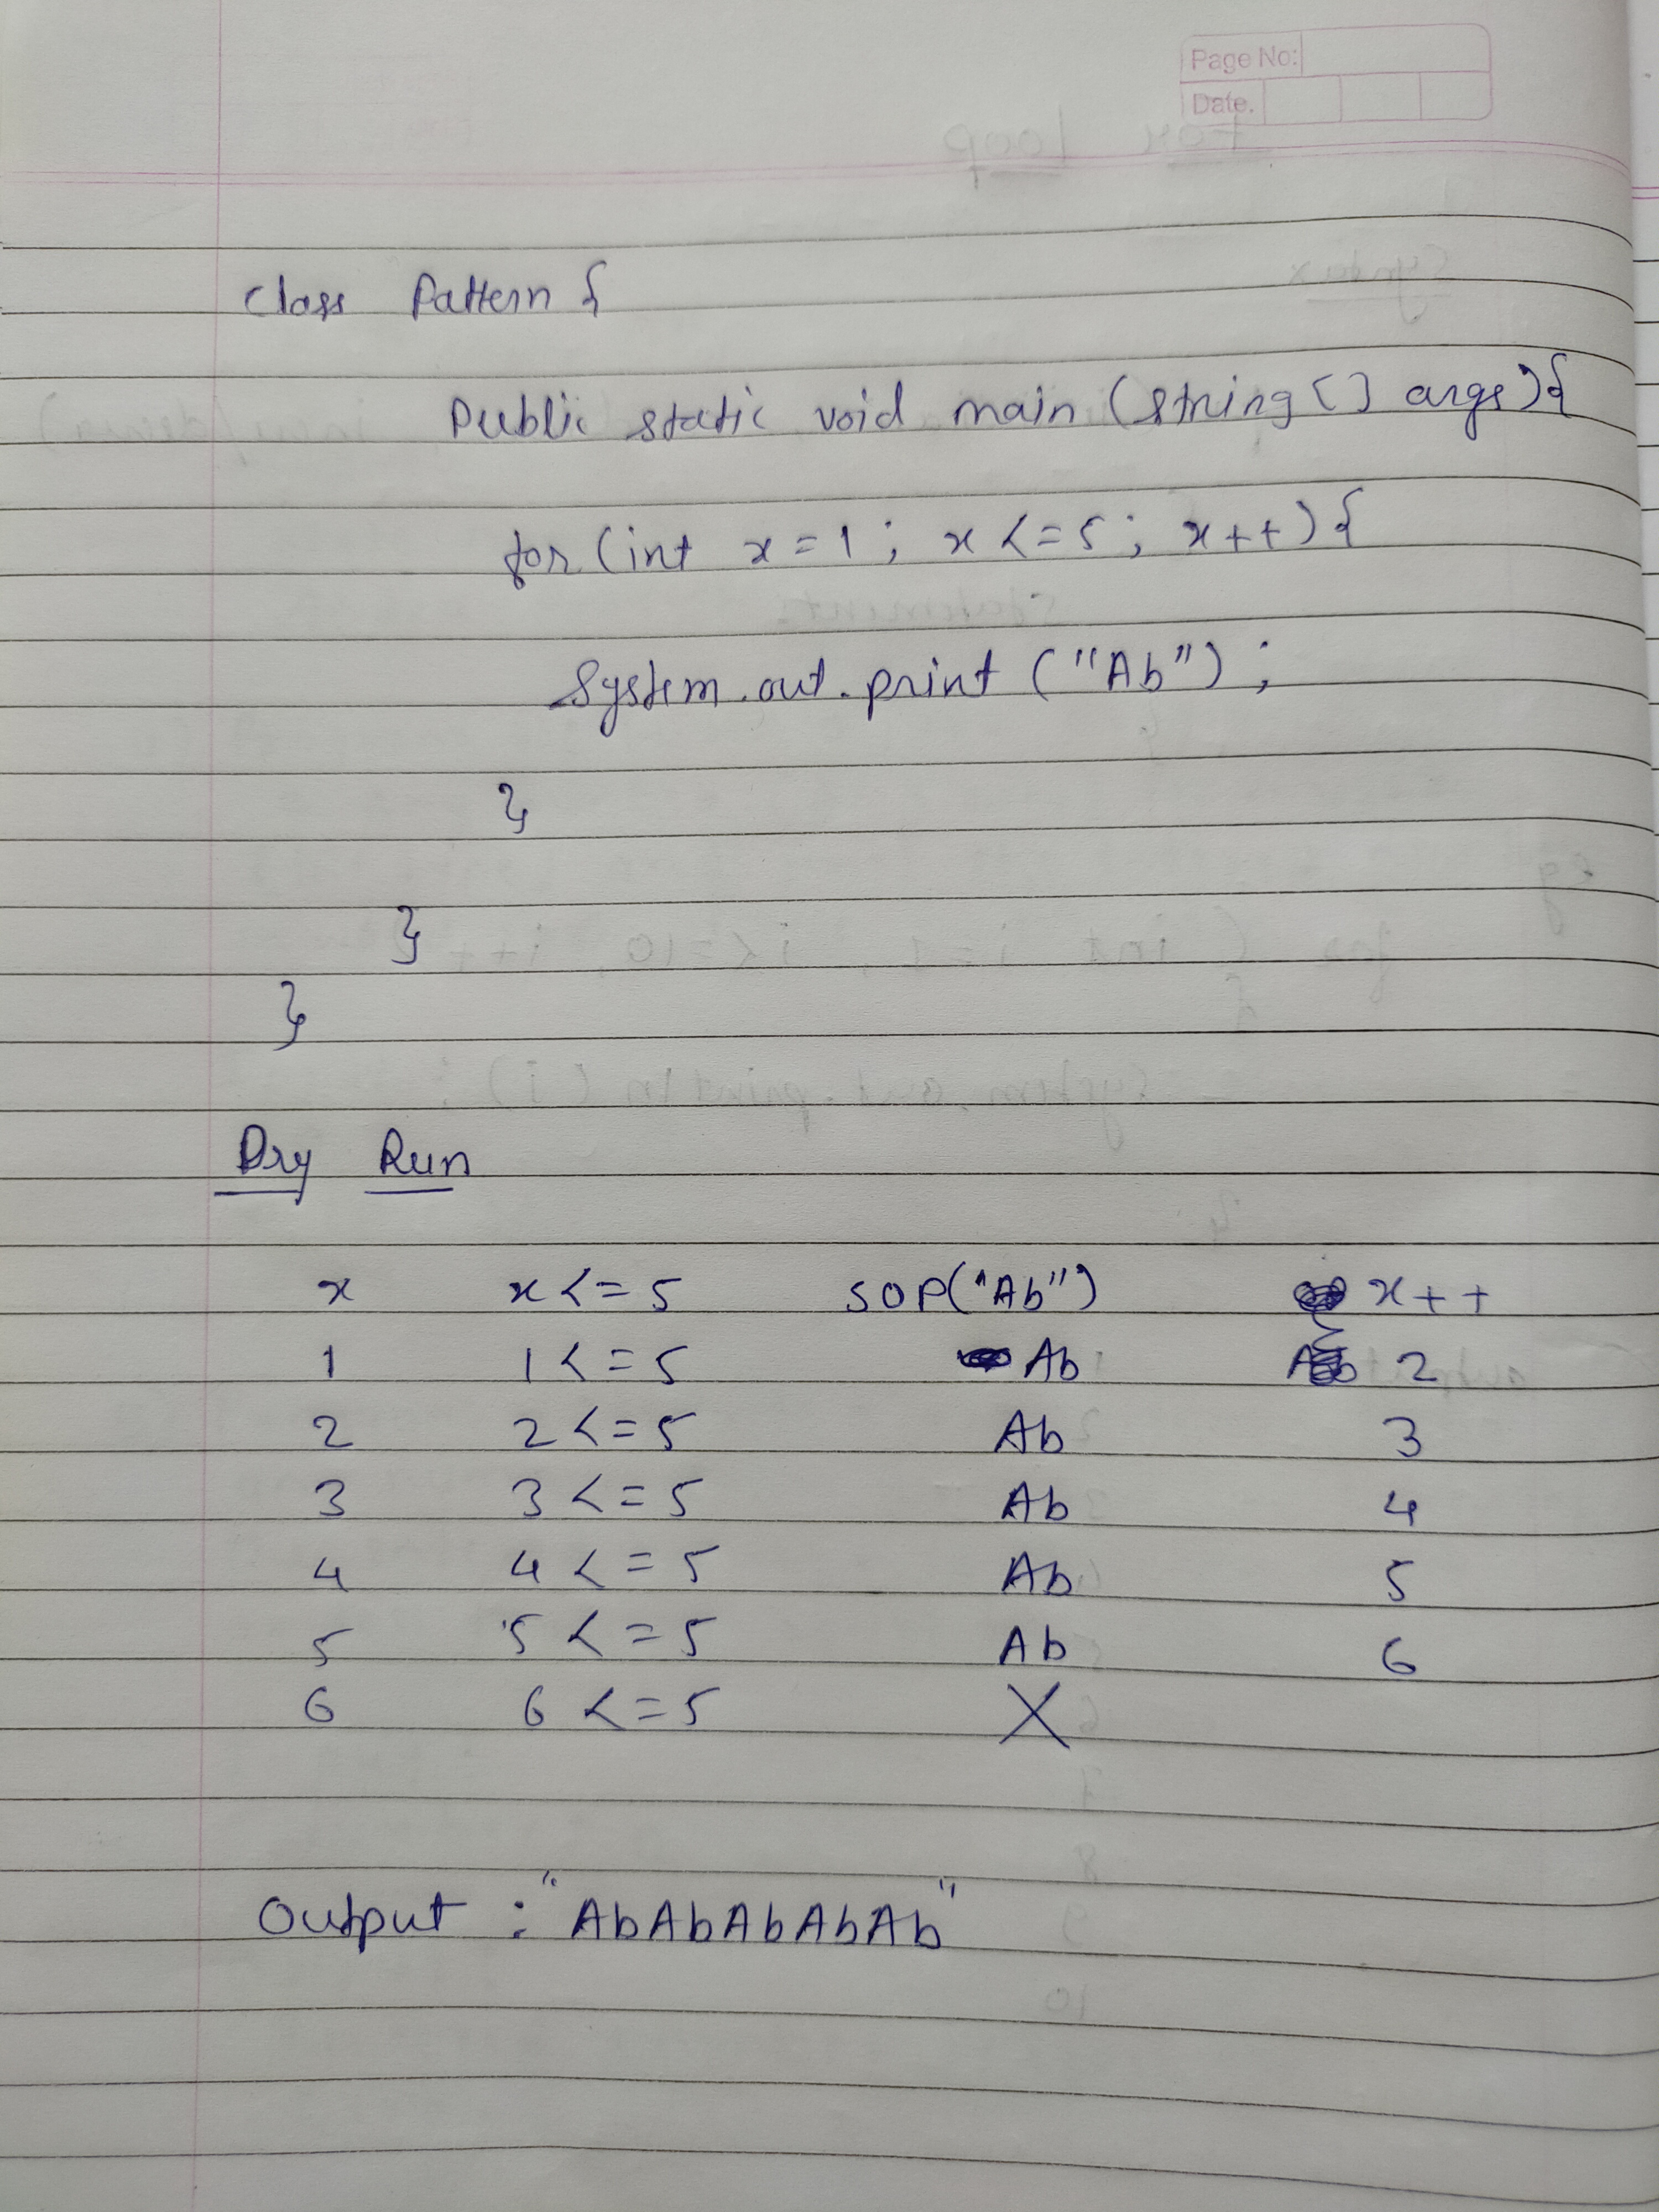 Page No:
Date.
class Pattern {
Public static void main (string [] args) {
for (int x = 1 ; x <= 5 ; x++) {
System.out.print ("Ab") ;
}
}
}
Dry Run
x x <= 5 SOP("Ab") x++
1 1 <= 5 Ab 2
2 2 <= 5 Ab 3
3 3 <= 5 Ab 4
4 4 <= 5 Ab 5
5 5 <= 5 Ab 6
6 6 <= 5 X
Output : "AbAbAbAbAb"